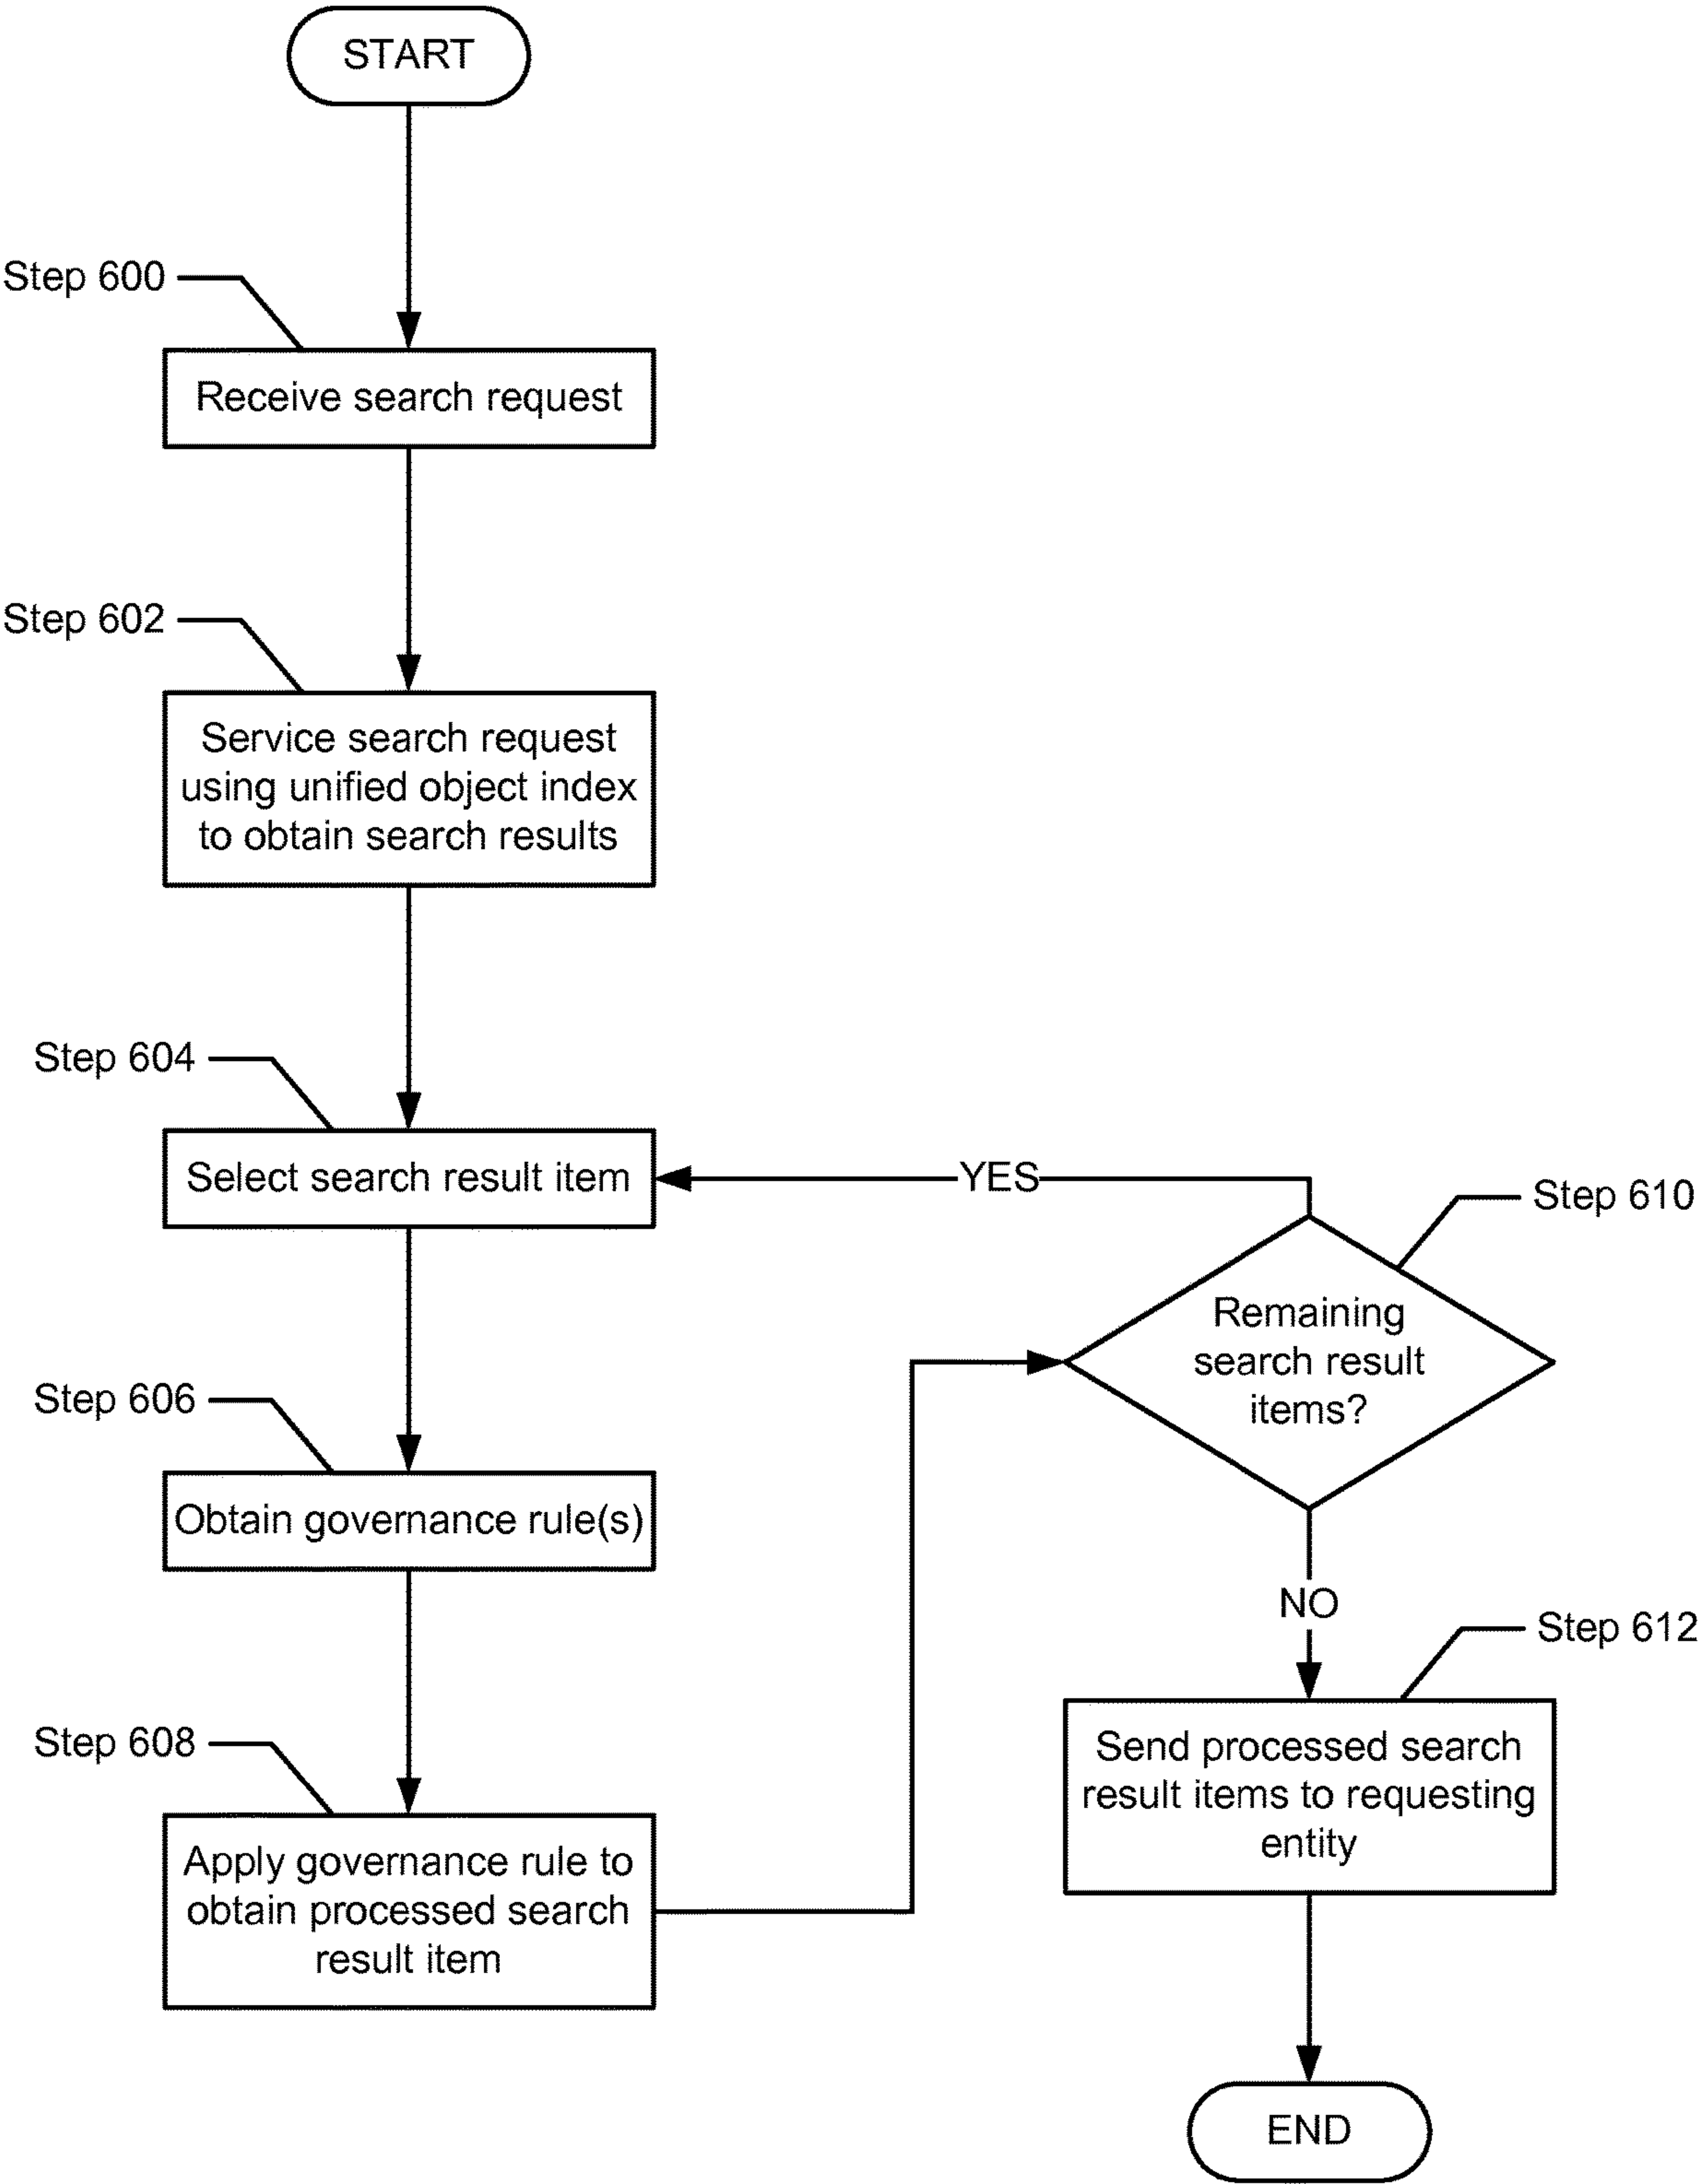 START
Step 600
Receive search request
Step 602
Service search request
using unified object index
to obtain search results
Step 604
Select search result item
YES
Step 610
Remaining
search result
items?
Step 606
Obtain governance rule(s)
NO
Step 612
Step 608
Send processed search
result items to requesting
entity
Apply governance rule to
obtain processed search
result item
END